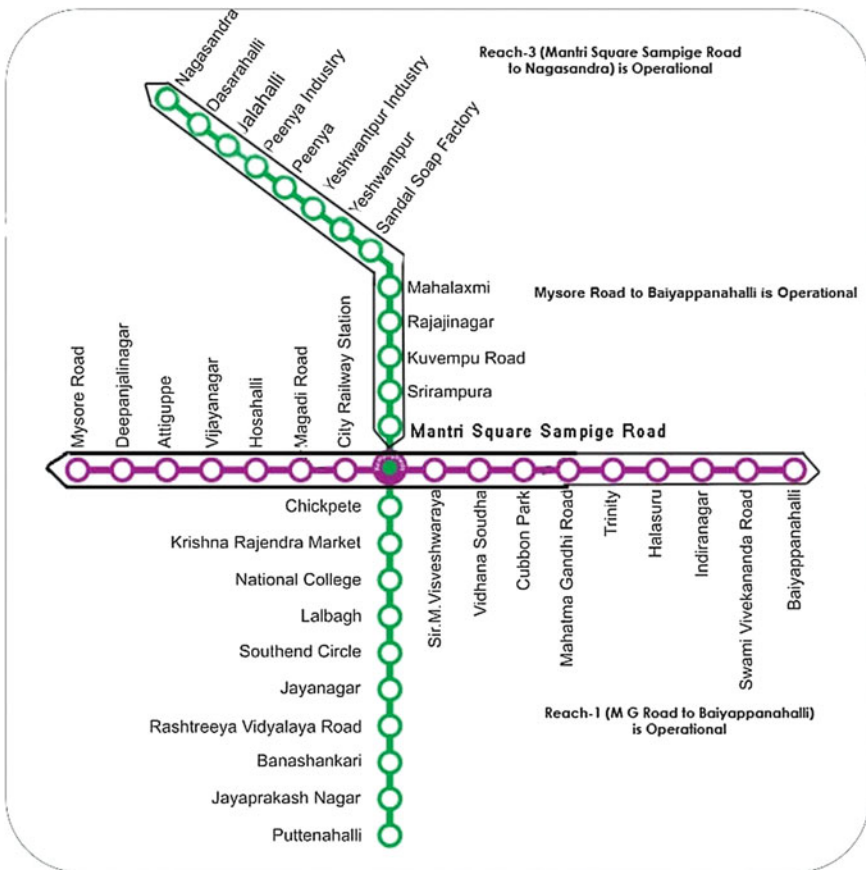 Reach-3 (Mantri Square Sampige Road
to Nagasandra) is Operational
Nagasandra
Dasarahalli
Jalahalli
Peenya Industry
Peenya
Yeshwantpur Industry
Yeshwantpur
Sandal Soap Factory
Mahalaxmi
Mysore Road to Baiyappanahalli is Operational
Rajajinagar
Kuvempu Road
Srirampura
Mantri Square Sampige Road
Mysore Road
Deepanjalinagar
Attiguppe
Vijayanagar
Hosahalli
Magadi Road
City Railway Station
Chickpete
Krishna Rajendra Market
National College
Lalbagh
Southend Circle
Jayanagar
Rashtreeya Vidyalaya Road
Banashankari
Jayaprakash Nagar
Puttenahalli
Sir.M.Visveshwaraya
Vidhana Soudha
Cubbon Park
Mahatma Gandhi Road
Trinity
Halasuru
Indiranagar
Swami Vivekananda Road
Baiyappanahalli
Reach-1 (M G Road to Baiyappanahalli)
is Operational